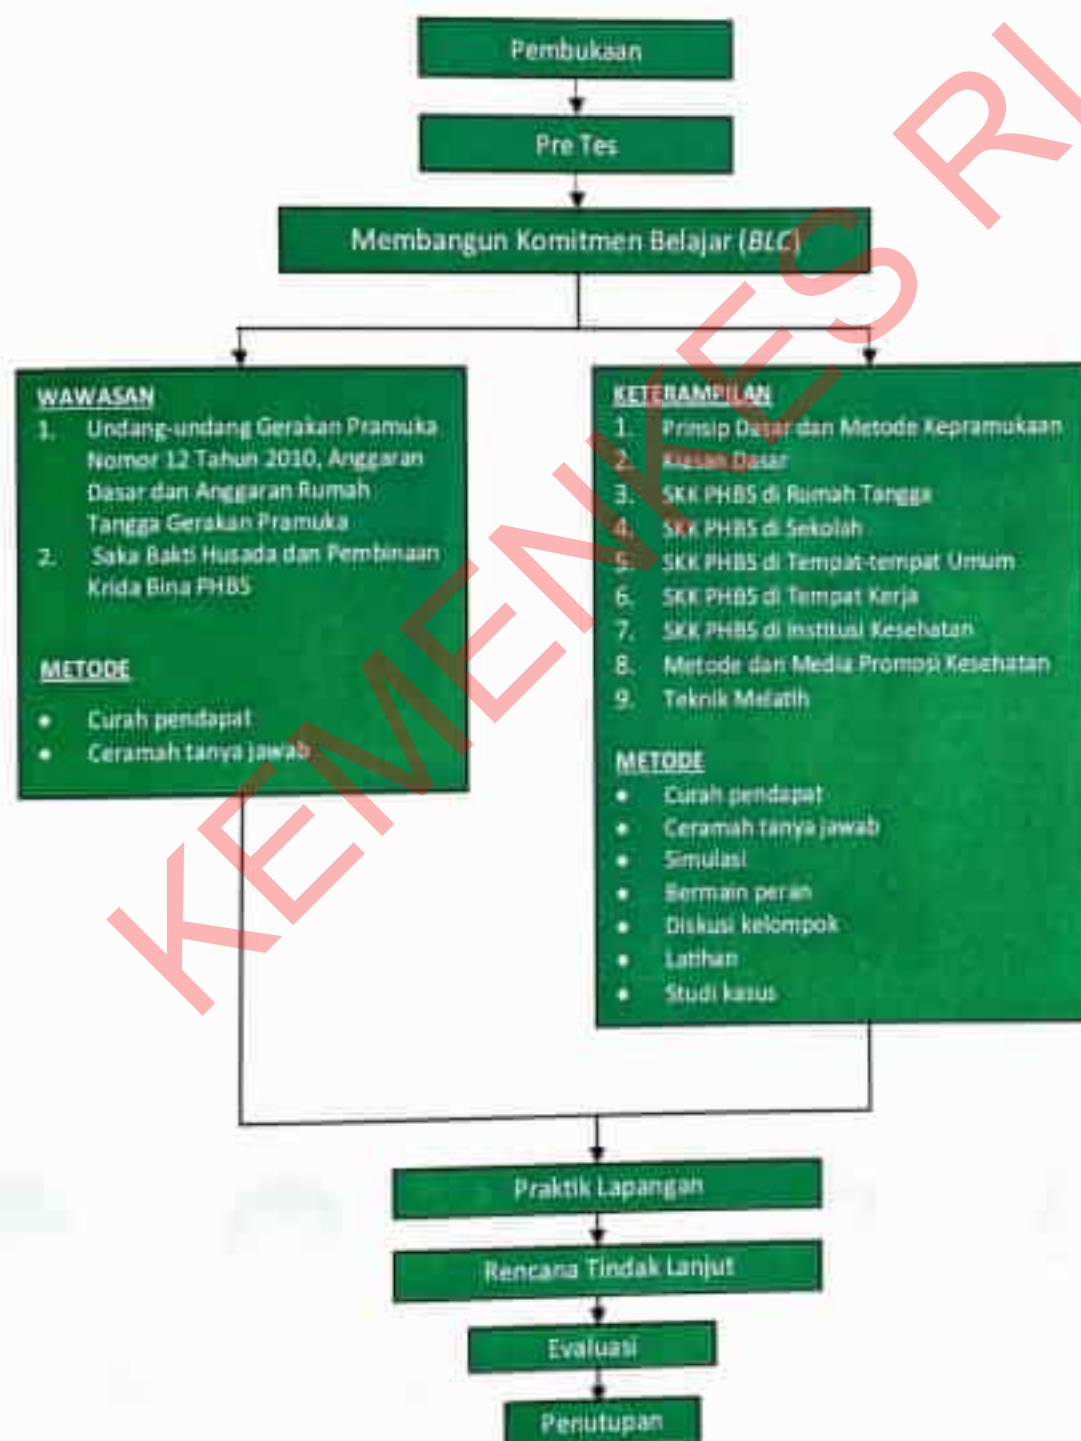 Pembukaan
Pre Tes
Membangun Komitmen Belajar (BLC)
WAWASAN
1. Undang-undang Gerakan Pramuka
Nomor 12 Tahun 2010, Anggaran
Dasar dan Anggaran Rumah
Tangga Gerakan Pramuka
2. Saka Bakti Husada dan Pembinaan
Krida Bina PHBS
METODE
• Curah pendapat
• Ceramah tanya jawab
KETERAMPILAN
1. Prinsip Dasar dan Metode Kepramukaan
2. Kiasan Dasar
3. SKK PHBS di Rumah Tangga
4. SKK PHBS di Sekolah
5. SKK PHBS di Tempat-tempat Umum
6. SKK PHBS di Tempat Kerja
7. SKK PHBS di Institusi Kesehatan
8. Metode dan Media Promosi Kesehatan
9. Teknik Melatih
METODE
• Curah pendapat
• Ceramah tanya jawab
• Simulasi
• Bermain peran
• Diskusi kelompok
• Latihan
• Studi kasus
Praktik Lapangan
Rencana Tindak Lanjut
Evaluasi
Penutupan
KEMENKES RI